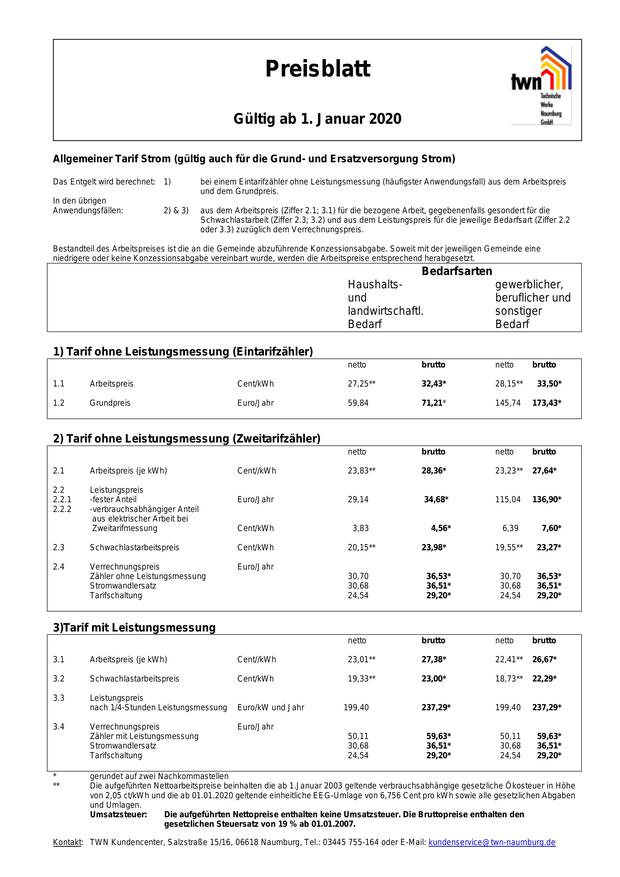 Preisblatt
twn
Technische
Werke
Naumburg
GmbH
Gültig ab 1. Januar 2020
Allgemeiner Tarif Strom (gültig auch für die Grund- und Ersatzversorgung Strom)
Das Entgelt wird berechnet: 1) bei einem Eintarifzähler ohne Leistungsmessung (häufigster Anwendungsfall) aus dem Arbeitspreis
und dem Grundpreis.
In den übrigen
Anwendungsfällen: 2) & 3) aus dem Arbeitspreis (Ziffer 2.1; 3.1) für die bezogene Arbeit, gegebenenfalls gesondert für die
Schwachlastarbeit (Ziffer 2.3; 3.2) und aus dem Leistungspreis für die jeweilige Bedarfsart (Ziffer 2.2
oder 3.3) zuzüglich dem Verrechnungspreis.
Bestandteil des Arbeitspreises ist die an die Gemeinde abzuführende Konzessionsabgabe. Soweit mit der jeweiligen Gemeinde eine
niedrigere oder keine Konzessionsabgabe vereinbart wurde, werden die Arbeitspreise entsprechend herabgesetzt.
Bedarfsarten
Haushalts- gewerblicher,
und beruflicher und
landwirtschaftl. sonstiger
Bedarf Bedarf
1) Tarif ohne Leistungsmessung (Eintarifzähler)
netto brutto netto brutto
1.1 Arbeitspreis Cent/kWh 27,25** 32,43* 28,15** 33,50*
1.2 Grundpreis Euro/Jahr 59,84 71,21* 145,74 173,43*
2) Tarif ohne Leistungsmessung (Zweitarifzähler)
netto brutto netto brutto
2.1 Arbeitspreis (je kWh) Cent/kWh 23,83** 28,36* 23,23** 27,64*
2.2 Leistungspreis
2.2.1 -fester Anteil Euro/Jahr 29,14 34,68* 115,04 136,90*
2.2.2 -verbrauchsabhängiger Anteil
aus elektrischer Arbeit bei
Zweitarifmessung Cent/kWh 3,83 4,56* 6,39 7,60*
2.3 Schwachlastarbeitspreis Cent/kWh 20,15** 23,98* 19,55** 23,27*
2.4 Verrechnungspreis Euro/Jahr
Zähler ohne Leistungsmessung 30,70 36,53* 30,70 36,53*
Stromwandlersatz 30,68 36,51* 30,68 36,51*
Tarifschaltung 24,54 29,20* 24,54 29,20*
3)Tarif mit Leistungsmessung
netto brutto netto brutto
3.1 Arbeitspreis (je kWh) Cent/kWh 23,01** 27,38* 22,41** 26,67*
3.2 Schwachlastarbeitspreis Cent/kWh 19,33** 23,00* 18,73** 22,29*
3.3 Leistungspreis
nach 1/4-Stunden Leistungsmessung Euro/kW und Jahr 199,40 237,29* 199,40 237,29*
3.4 Verrechnungspreis Euro/Jahr
Zähler mit Leistungsmessung 50,11 59,63* 50,11 59,63*
Stromwandlersatz 30,68 36,51* 30,68 36,51*
Tarifschaltung 24,54 29,20* 24,54 29,20*
* gerundet auf zwei Nachkommastellen
** Die aufgeführten Nettoarbeitspreise beinhalten die ab 1.Januar 2003 geltende verbrauchsabhängige gesetzliche Ökosteuer in Höhe
von 2,05 ct/kWh und die ab 01.01.2020 geltende einheitliche EEG-Umlage von 6,756 Cent pro kWh sowie alle gesetzlichen Abgaben
und Umlagen.
Umsatzsteuer: Die aufgeführten Nettopreise enthalten keine Umsatzsteuer. Die Bruttopreise enthalten den
gesetzlichen Steuersatz von 19 % ab 01.01.2007.
Kontakt: TWN Kundencenter, Salzstraße 15/16, 06618 Naumburg, Tel.: 03445 755-164 oder E-Mail: kundenservice@twn-naumburg.de